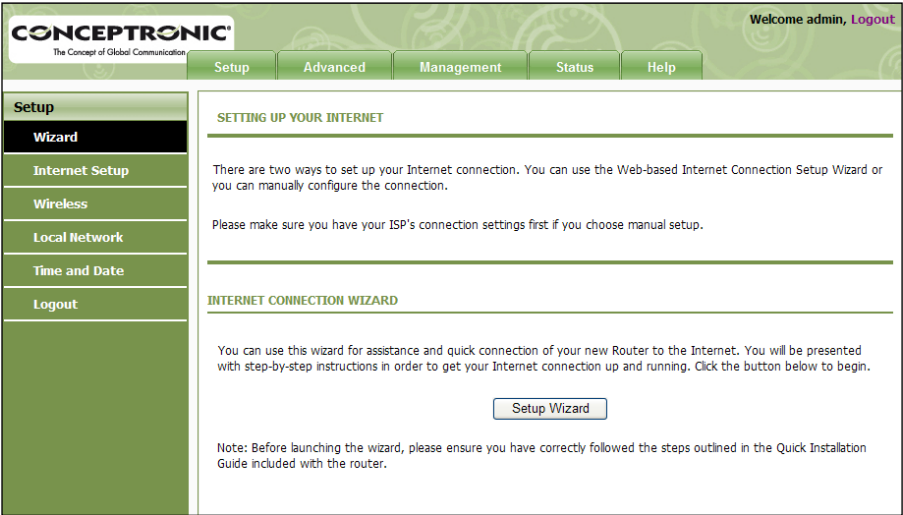 CONCEPTRONIC®
The Concept of Global Communication
Welcome admin, Logout
Setup
Advanced
Management
Status
Help
Setup
Wizard
Internet Setup
Wireless
Local Network
Time and Date
Logout
SETTING UP YOUR INTERNET
There are two ways to set up your Internet connection. You can use the Web-based Internet Connection Setup Wizard or
you can manually configure the connection.
Please make sure you have your ISP's connection settings first if you choose manual setup.
INTERNET CONNECTION WIZARD
You can use this wizard for assistance and quick connection of your new Router to the Internet. You will be presented
with step-by-step instructions in order to get your Internet connection up and running. Click the button below to begin.
Setup Wizard
Note: Before launching the wizard, please ensure you have correctly followed the steps outlined in the Quick Installation
Guide included with the router.